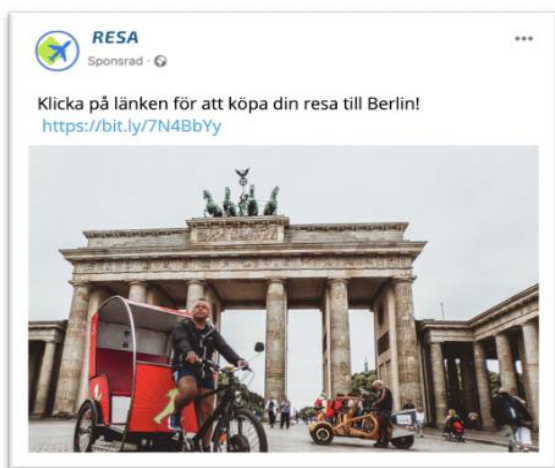 RESA
Sponsrad ·
Klicka på länken för att köpa din resa till Berlin!
https://bit.ly/7N4BbYy